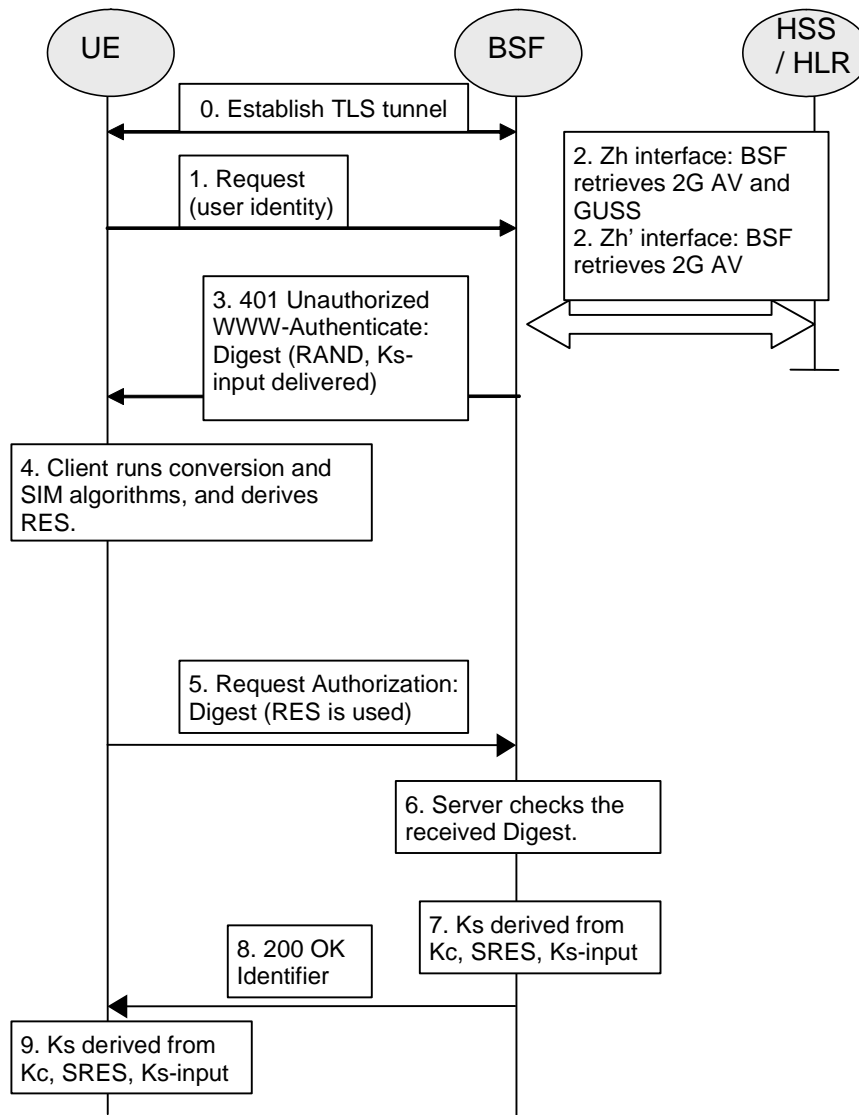 UE
BSF
HSS
/ HLR
0. Establish TLS tunnel
1. Request
(user identity)
2. Zh interface: BSF
retrieves 2G AV and
GUSS
2. Zh’ interface: BSF
retrieves 2G AV
3. 401 Unauthorized
WWW-Authenticate:
Digest (RAND, Ks-
input delivered)
4. Client runs conversion and
SIM algorithms, and derives
RES.
5. Request Authorization:
Digest (RES is used)
6. Server checks the
received Digest.
7. Ks derived from
Kc, SRES, Ks-input
8. 200 OK
Identifier
9. Ks derived from
Kc, SRES, Ks-input